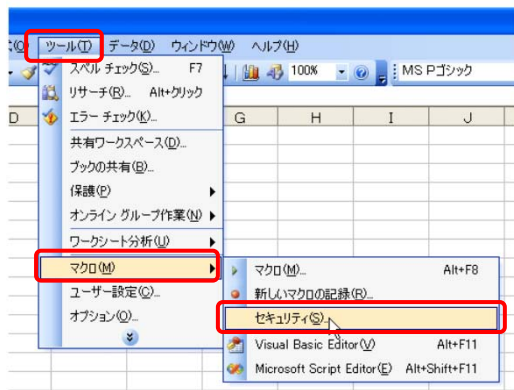 ツール(T) データ(D) ウィンドウ(W) ヘルプ(H)
100% MS Pゴシック
スペル チェック(S)... F7
リサーチ(R)... Alt+クリック
エラー チェック(K)...
D G H I J
共有ワークスペース(D)...
ブックの共有(B)...
保護(P)
オンライン グループ作業(N)
ワークシート分析(U)
マクロ(M)
ユーザー設定(C)...
オプション(O)...
マクロ(M)... Alt+F8
新しいマクロの記録(R)...
セキュリティ(S)...
Visual Basic Editor(V) Alt+F11
Microsoft Script Editor(E) Alt+Shift+F11